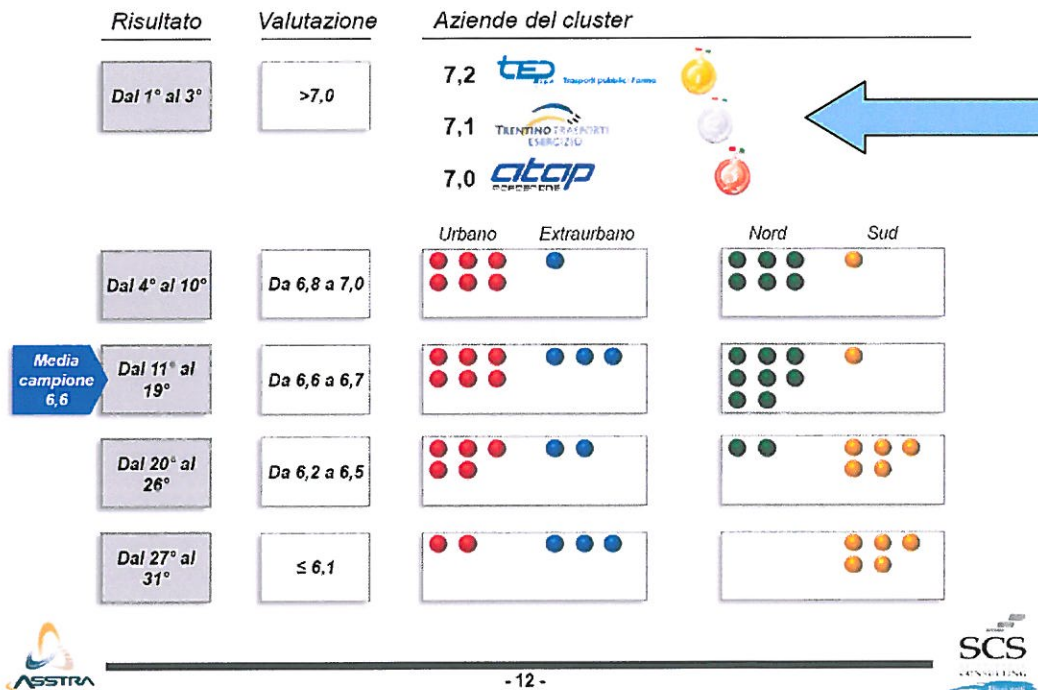 Risultato Valutazione Aziende del cluster
Dal 1° al 3°
>7,0
7,2 tep s.p.a. Trasporti pubblici Parma
7,1 TRENTINO TRASPORTI
ESERCIZIO
7,0 atap
PORDENONE
Urbano Extraurbano Nord Sud
Dal 4° al 10°
Da 6,8 a 7,0
Media
campione
6,6
Dal 11° al
19°
Da 6,6 a 6,7
Dal 20° al
26°
Da 6,2 a 6,5
Dal 27° al
31°
≤ 6,1
ASSTRA
- 12 -
SCS
CONSULTING